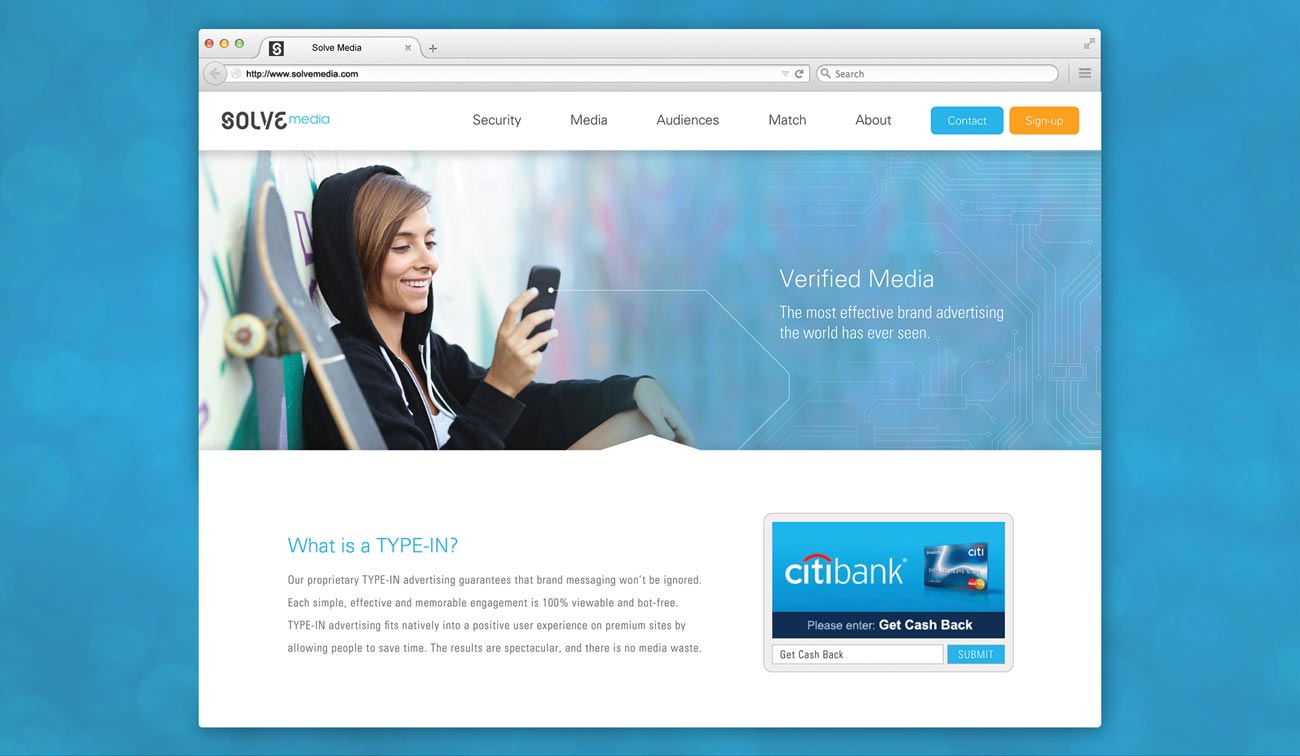 Solve Media
http://www.solvemedia.com
Search
SOLVE media
Security
Media
Audiences
Match
About
Contact
Sign-up
Verified Media
The most effective brand advertising
the world has ever seen.
What is a TYPE-IN?
Our proprietary TYPE-IN advertising guarantees that brand messaging won't be ignored.
Each simple, effective and memorable engagement is 100% viewable and bot-free.
TYPE-IN advertising fits natively into a positive user experience on premium sites by
allowing people to save time. The results are spectacular, and there is no media waste.
citibank®
citi
MasterCard
Please enter: Get Cash Back
Get Cash Back
SUBMIT